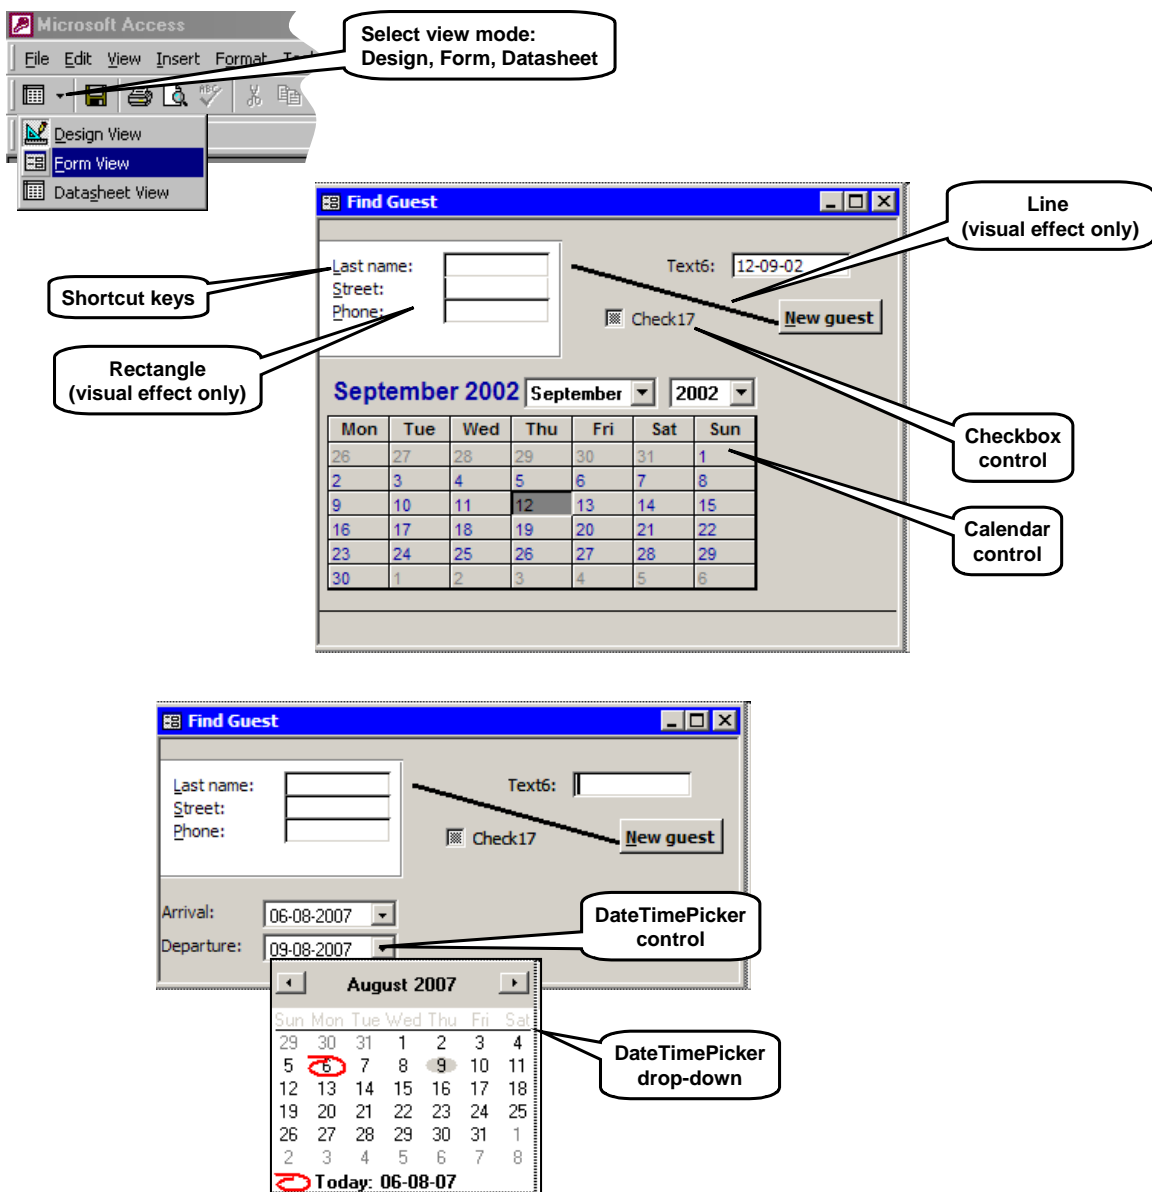 Microsoft Access
Select view mode:
Design, Form, Datasheet
File Edit View Insert Format
ABC
Design View
Form View
Datasheet View
Find Guest
Line
(visual effect only)
Last name:
Text6: 12-09-02
Shortcut keys
Street:
Phone:
Check17
New guest
Rectangle
(visual effect only)
September 2002 September 2002
Mon Tue Wed Thu Fri Sat Sun
26 27 28 29 30 31 1
2 3 4 5 6 7 8
9 10 11 12 13 14 15
16 17 18 19 20 21 22
23 24 25 26 27 28 29
30 1 2 3 4 5 6
Checkbox
control
Calendar
control
Find Guest
Last name:
Text6:
Street:
Phone:
Check17
New guest
Arrival: 06-08-2007
Departure: 09-08-2007
DateTimePicker
control
August 2007
Sun Mon Tue Wed Thu Fri Sat
29 30 31 1 2 3 4
5 6 7 8 9 10 11
12 13 14 15 16 17 18
19 20 21 22 23 24 25
26 27 28 29 30 31 1
2 3 4 5 6 7 8
Today: 06-08-07
DateTimePicker
drop-down